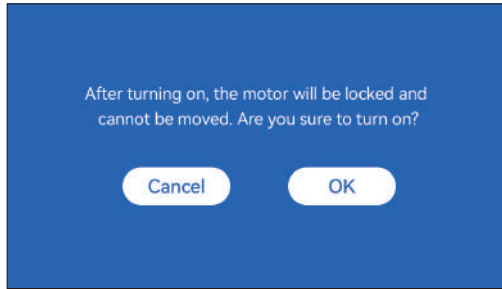 After turning on, the motor will be locked and
cannot be moved. Are you sure to turn on?
Cancel
OK